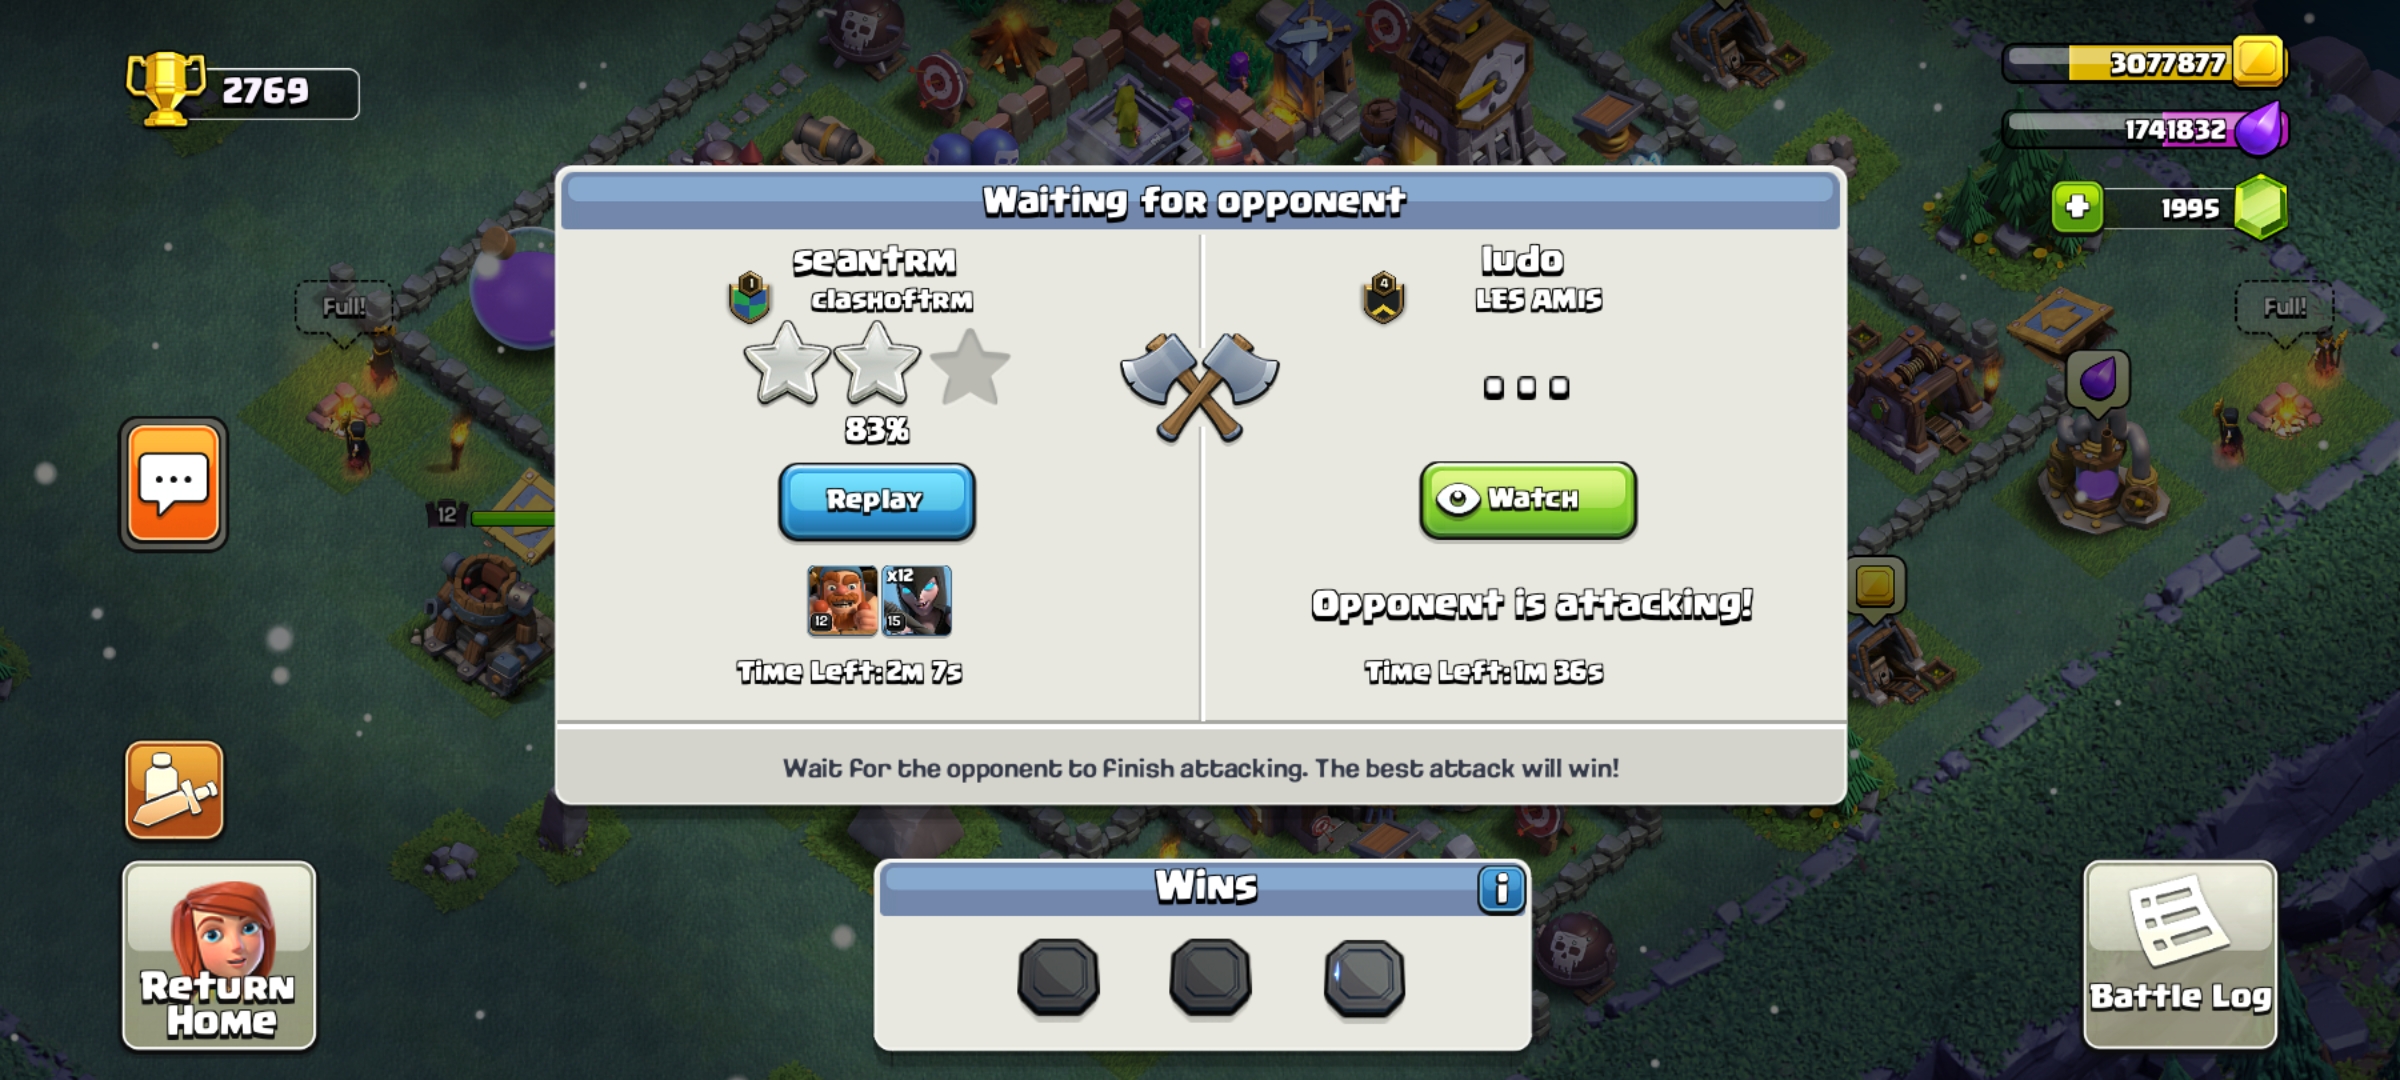 2769
3077877
1741832
1995
Waiting for opponent
seantrm
clashoftrm
1
83%
Replay
12
x12
15
Time Left: 2m 7s
ludo
LES AMIS
4
Watch
Opponent is attacking!
Time Left: 1m 36s
Wait for the opponent to finish attacking. The best attack will win!
Full!
Full!
12
Wins
i
Return
Home
Battle Log